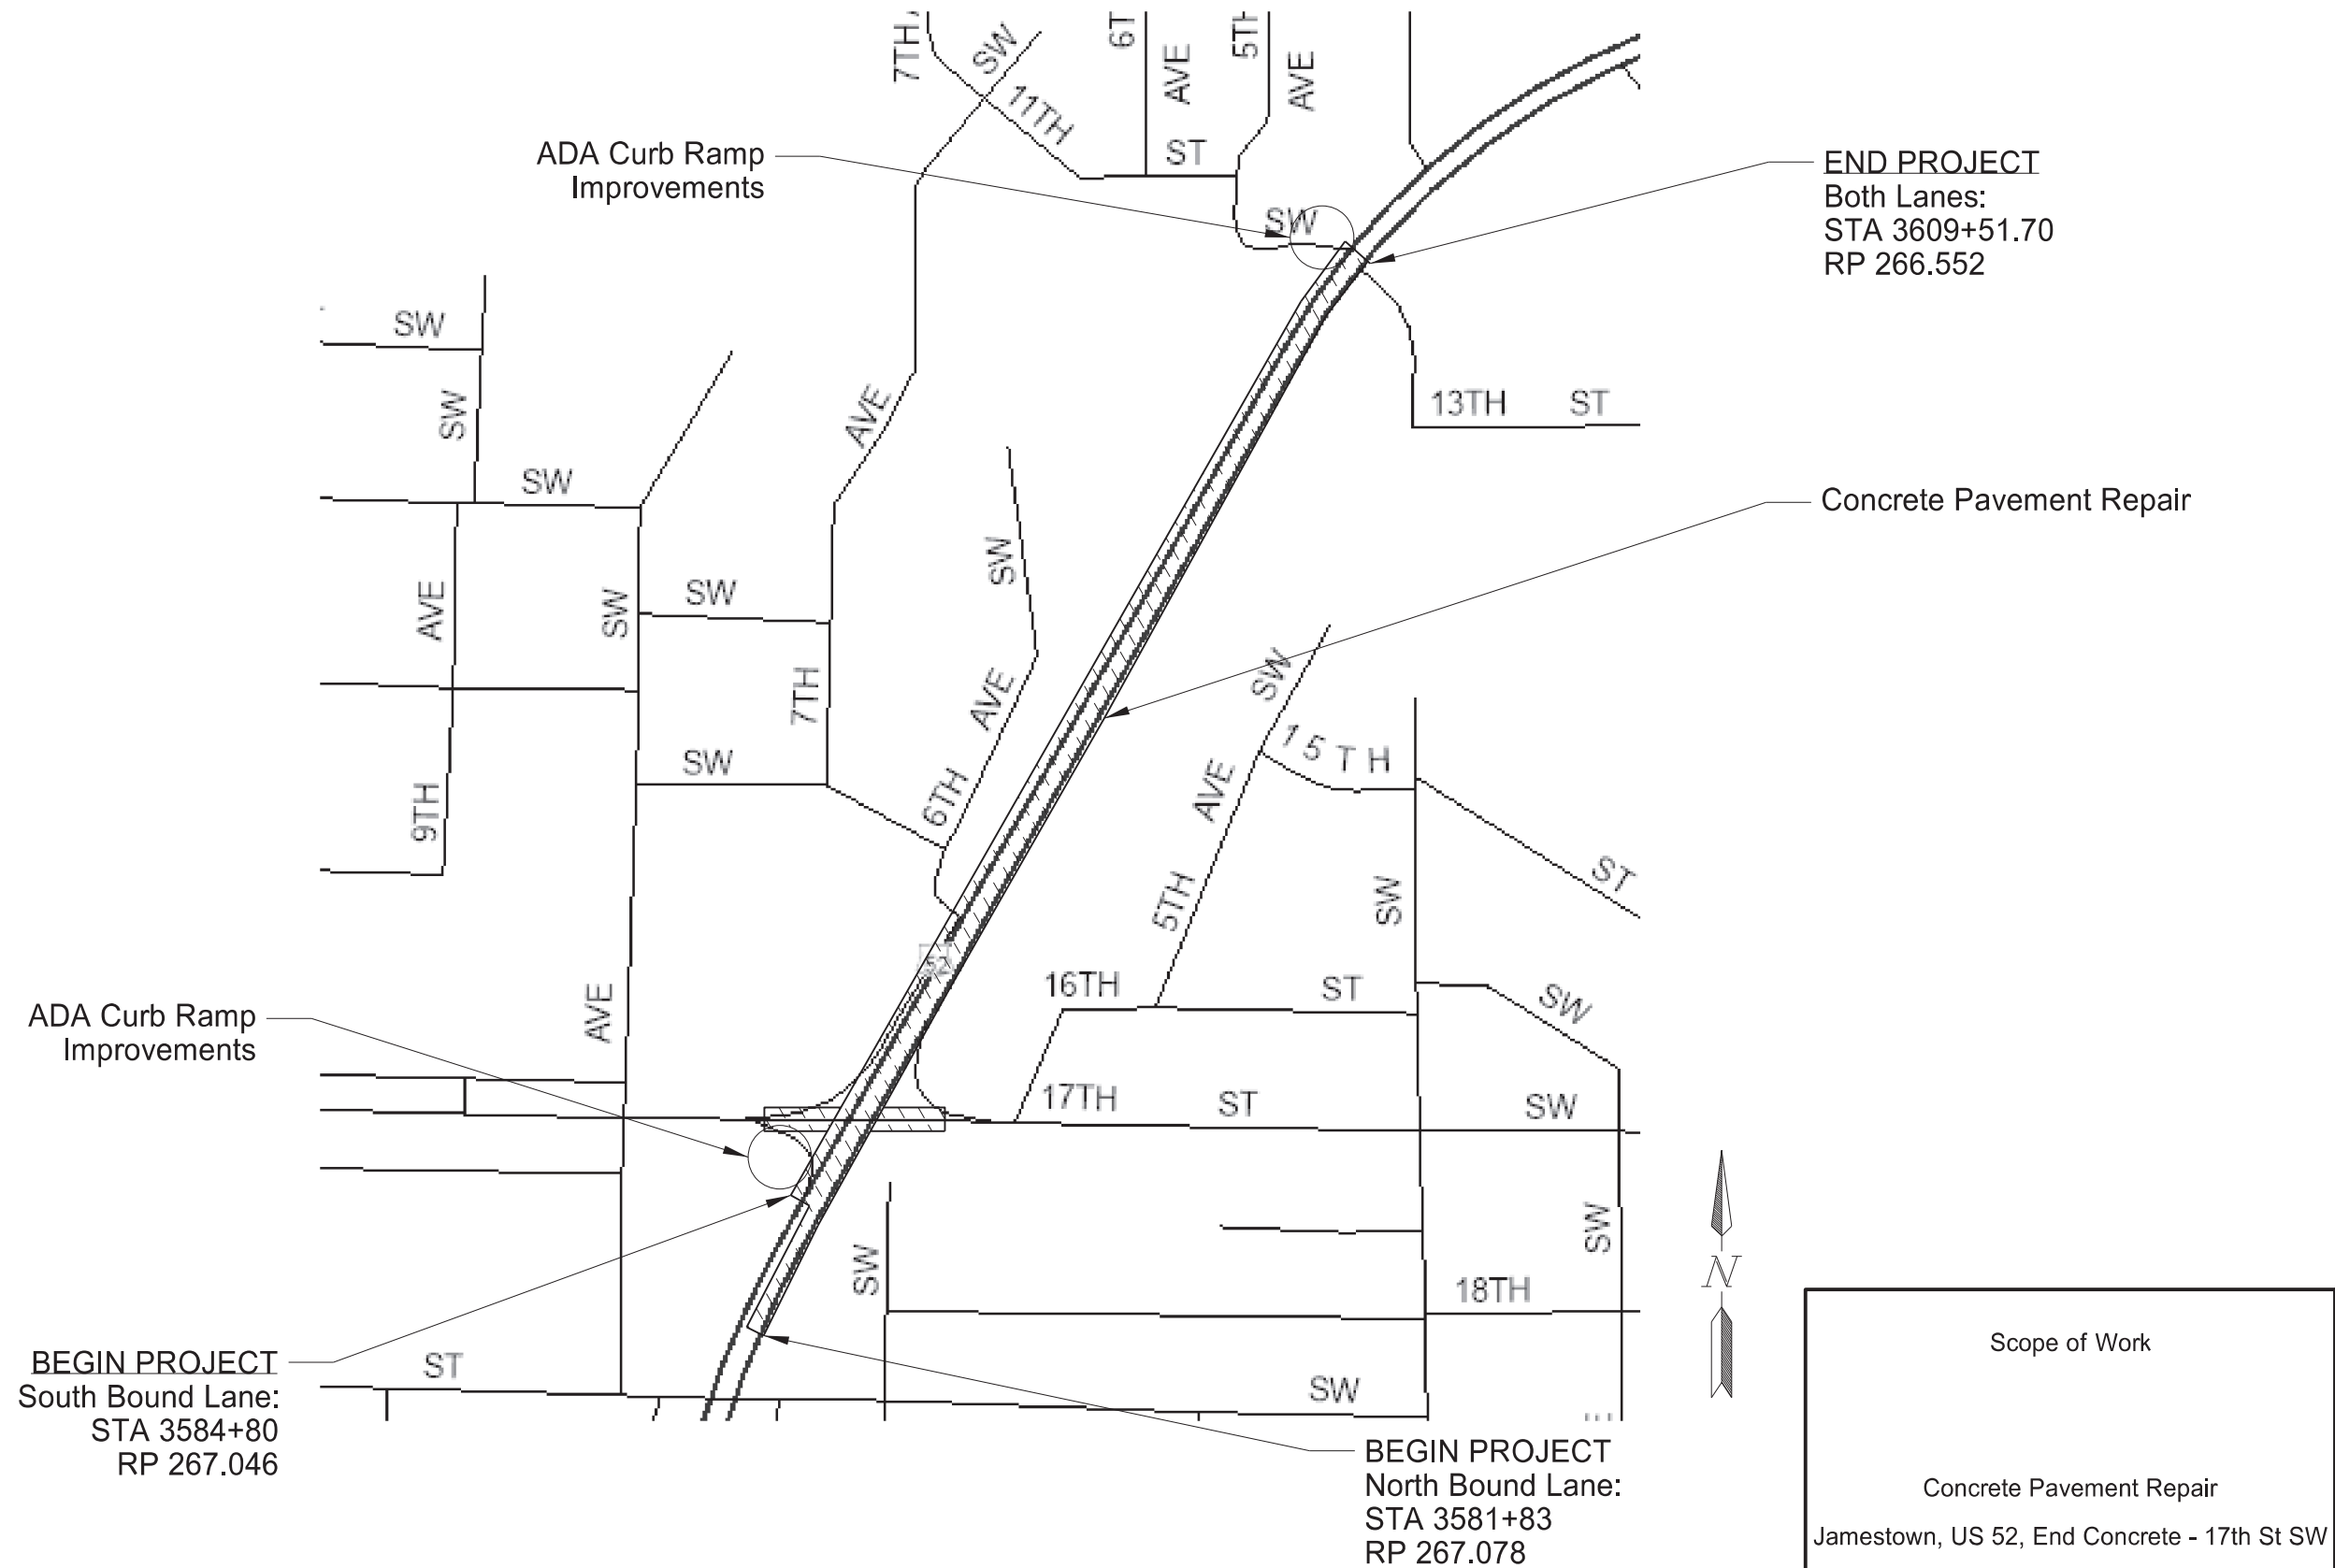 7TH
SW
6T
AVE
5TH
AVE
11TH
ST
SW
ADA Curb Ramp
Improvements
END PROJECT
Both Lanes:
STA 3609+51.70
RP 266.552
SW
SW
AVE
13TH ST
SW
Concrete Pavement Repair
SW
AVE
SW
SW
7TH
AVE
SW
SW
15TH
SW
6TH
AVE
9TH
5TH
ST
SW
52
16TH ST
SW
AVE
ADA Curb Ramp
Improvements
17TH ST SW
SW
SW
18TH
N
BEGIN PROJECT
South Bound Lane:
STA 3584+80
RP 267.046
ST
SW
BEGIN PROJECT
North Bound Lane:
STA 3581+83
RP 267.078
Scope of Work
Concrete Pavement Repair
Jamestown, US 52, End Concrete - 17th St SW